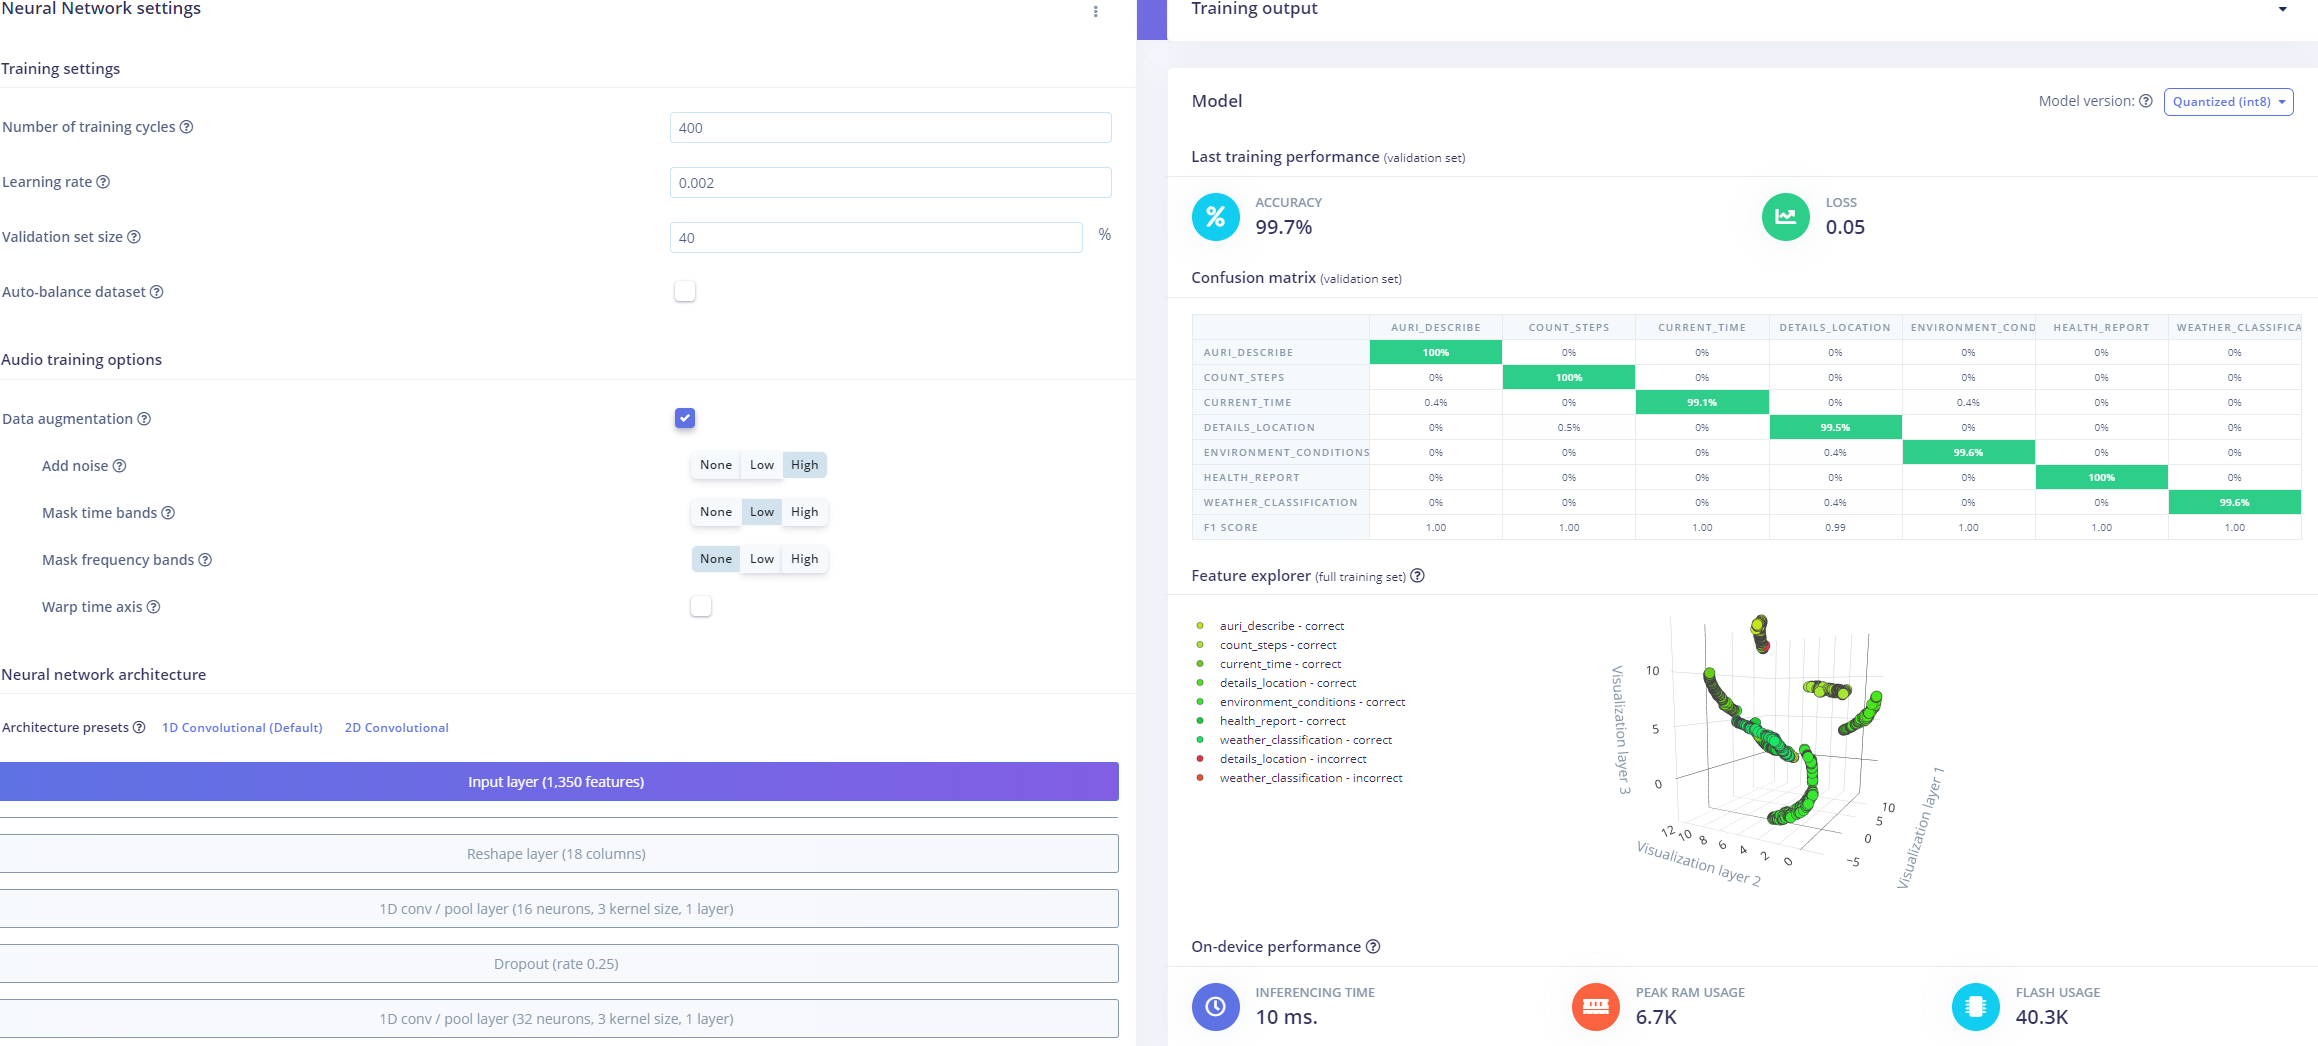 Neural Network settings
Training settings
Number of training cycles
400
Learning rate
0.002
Validation set size
40
%
Auto-balance dataset
Audio training options
Data augmentation
Add noise
None Low High
Mask time bands
None Low High
Mask frequency bands
None Low High
Warp time axis
Neural network architecture
Architecture presets 1D Convolutional (Default) 2D Convolutional
Input layer (1,350 features)
Reshape layer (18 columns)
1D conv / pool layer (16 neurons, 3 kernel size, 1 layer)
Dropout (rate 0.25)
1D conv / pool layer (32 neurons, 3 kernel size, 1 layer)
Training output
Model
Model version: Quantized (int8)
Last training performance (validation set)
% ACCURACY
99.7%
LOSS
0.05
Confusion matrix (validation set)
AURI_DESCRIBE COUNT_STEPS CURRENT_TIME DETAILS_LOCATION ENVIRONMENT_COND HEALTH_REPORT WEATHER_CLASSIFICA
AURI_DESCRIBE 100% 0% 0% 0% 0% 0% 0%
COUNT_STEPS 0% 100% 0% 0% 0% 0% 0%
CURRENT_TIME 0.4% 0% 99.1% 0% 0.4% 0% 0%
DETAILS_LOCATION 0% 0.5% 0% 99.5% 0% 0% 0%
ENVIRONMENT_CONDITIONS 0% 0% 0% 0.4% 99.6% 0% 0%
HEALTH_REPORT 0% 0% 0% 0% 0% 100% 0%
WEATHER_CLASSIFICATION 0% 0% 0% 0.4% 0% 0% 99.6%
F1 SCORE 1.00 1.00 1.00 0.99 1.00 1.00 1.00
Feature explorer (full training set)
auri_describe - correct
count_steps - correct
current_time - correct
details_location - correct
environment_conditions - correct
health_report - correct
weather_classification - correct
details_location - incorrect
weather_classification - incorrect
Visualization layer 3
10
5
0
12 10 8 6 4 2 0
Visualization layer 2
10
5
0
−5
Visualization layer 1
On-device performance
INFERENCING TIME
10 ms.
PEAK RAM USAGE
6.7K
FLASH USAGE
40.3K